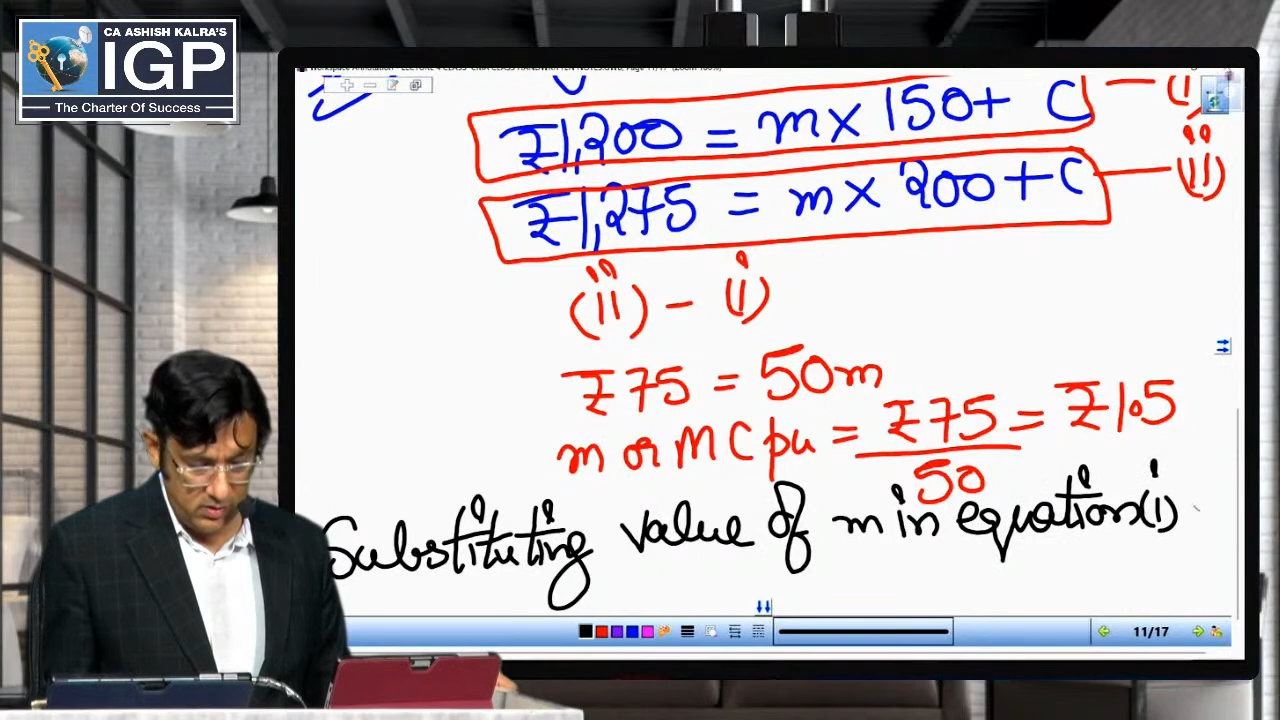 CA ASHISH KALRA'S
IGP
The Charter Of Success
₹1,200 = m x 150 + C — (i)
₹1,275 = m x 200 + C — (ii)
(ii) - (i)
₹75 = 50m
m or MC pu = ₹75/50 = ₹1.5
Substituting value of m in equation (i)
11/17